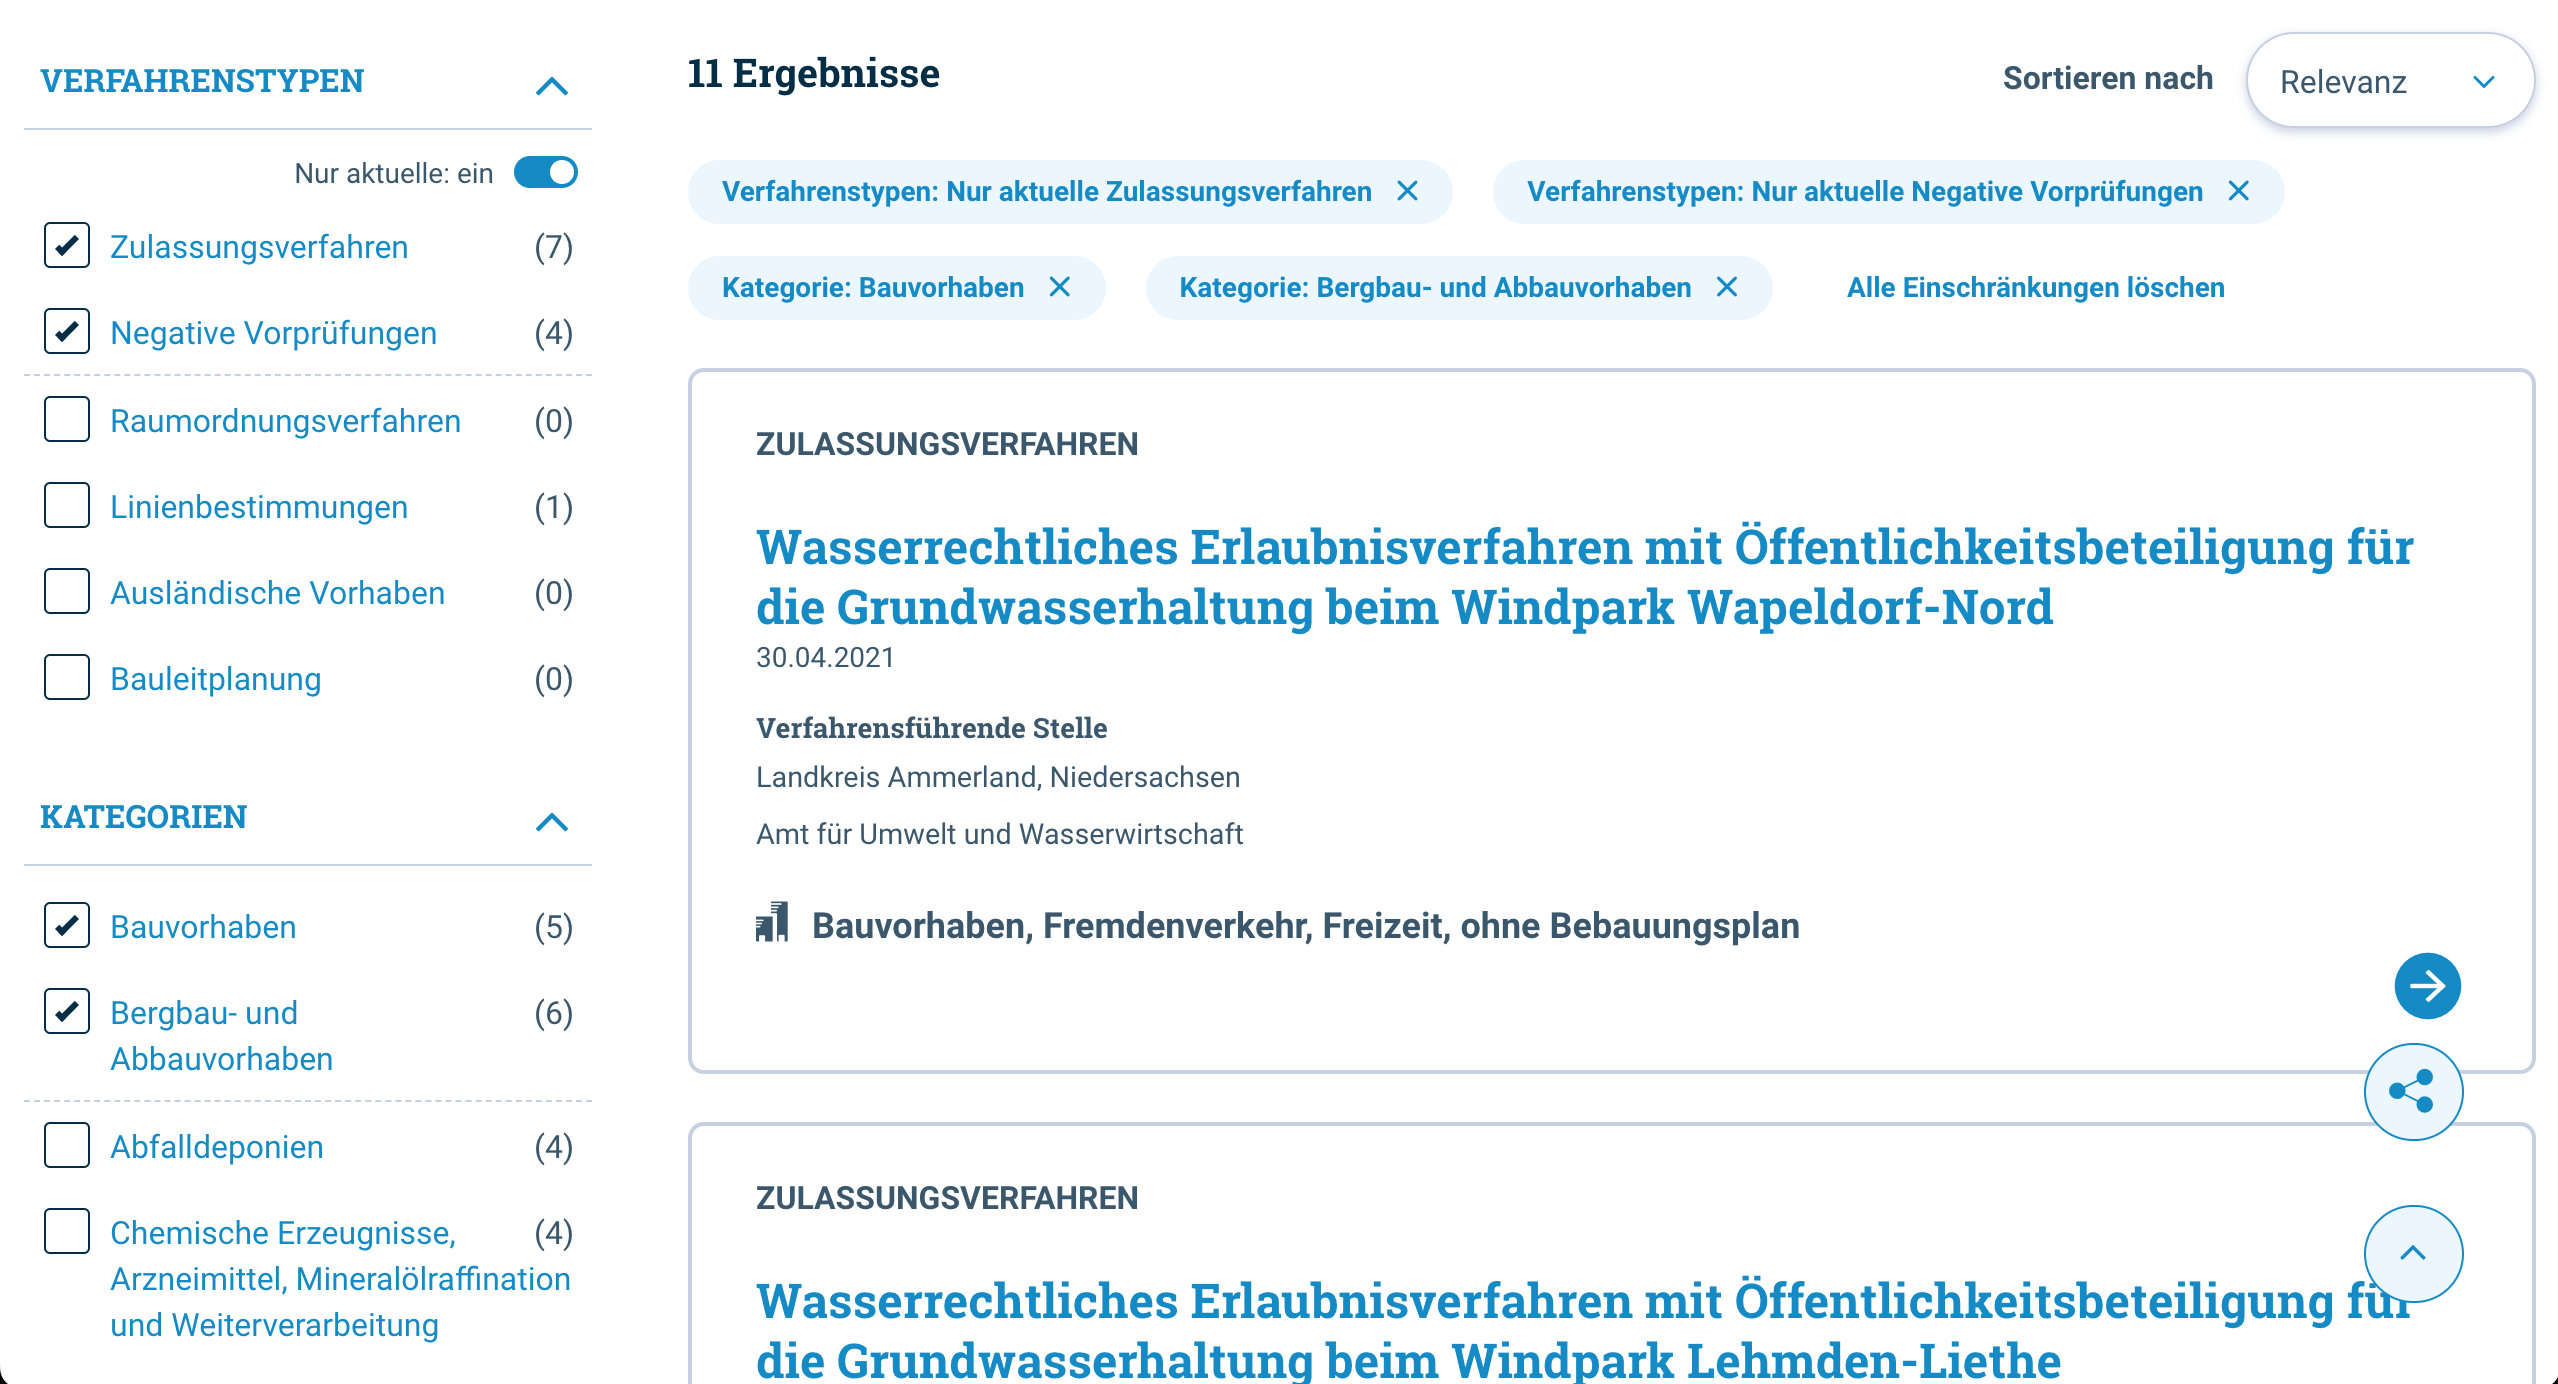 VERFAHRENSTYPEN
Nur aktuelle: ein
Zulassungsverfahren (7)
Negative Vorprüfungen (4)
Raumordnungsverfahren (0)
Linienbestimmungen (1)
Ausländische Vorhaben (0)
Bauleitplanung (0)
KATEGORIEN
Bauvorhaben (5)
Bergbau- und (6)
Abbauvorhaben
Abfalldeponien (4)
Chemische Erzeugnisse, (4)
Arzneimittel, Mineralölraffination
und Weiterverarbeitung
11 Ergebnisse
Sortieren nach Relevanz
Verfahrenstypen: Nur aktuelle Zulassungsverfahren Verfahrenstypen: Nur aktuelle Negative Vorprüfungen
Kategorie: Bauvorhaben Kategorie: Bergbau- und Abbauvorhaben Alle Einschränkungen löschen
ZULASSUNGSVERFAHREN
Wasserrechtliches Erlaubnisverfahren mit Öffentlichkeitsbeteiligung für
die Grundwasserhaltung beim Windpark Wapeldorf-Nord
30.04.2021
Verfahrensführende Stelle
Landkreis Ammerland, Niedersachsen
Amt für Umwelt und Wasserwirtschaft
Bauvorhaben, Fremdenverkehr, Freizeit, ohne Bebauungsplan
ZULASSUNGSVERFAHREN
Wasserrechtliches Erlaubnisverfahren mit Öffentlichkeitsbeteiligung für
die Grundwasserhaltung beim Windpark Lehmden-Liethe